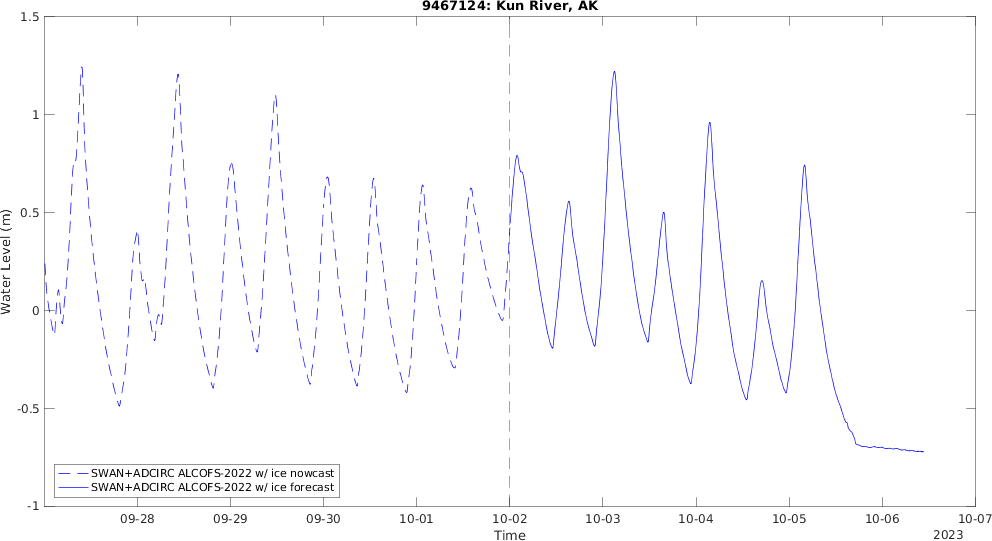 9467124: Kun River, AK
1.5
1
0.5
0
-0.5
-1
Water Level (m)
SWAN+ADCIRC ALCOFS-2022 w/ ice nowcast
SWAN+ADCIRC ALCOFS-2022 w/ ice forecast
09-28 09-29 09-30 10-01 10-02 10-03 10-04 10-05 10-06 10-07
Time
2023